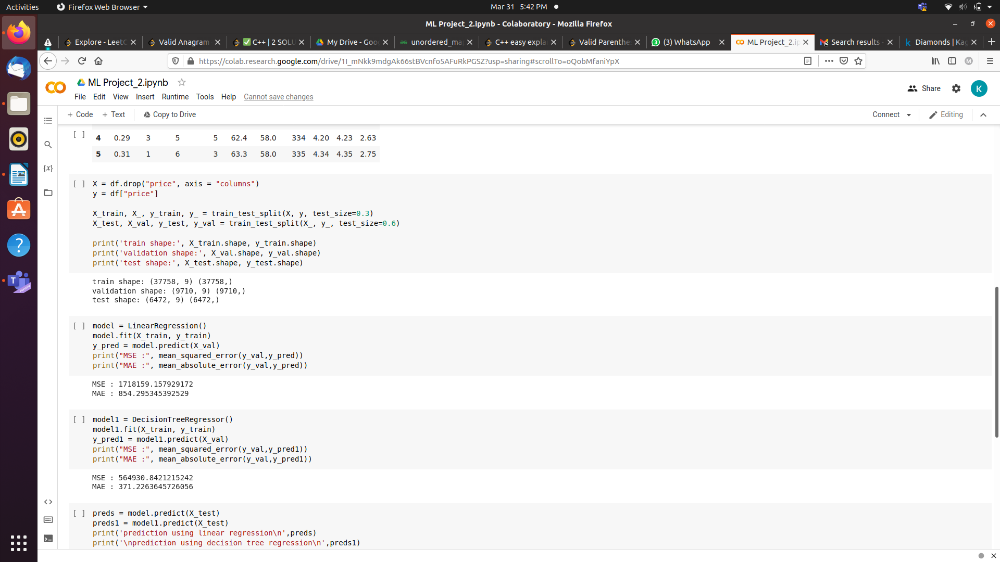 Activities Firefox Web Browser Mar 31 5:42 PM
ML Project_2.ipynb - Colaboratory - Mozilla Firefox
Explore - LeetC Valid Anagram C++ | 2 SOLU My Drive - Goo unordered_ma C++ easy expla Valid Parenthe (3) WhatsApp ML Project_2.ip Search results - Diamonds | Kag
https://colab.research.google.com/drive/1I_mNkk9mdgAk66stBVcnfo5AFuRkPGSZ?usp=sharing#scrollTo=oQobMfaniYpX
ML Project_2.ipynb
File Edit View Insert Runtime Tools Help Cannot save changes
Share K
+ Code + Text Copy to Drive Connect Editing
[ ] 4 0.29 3 5 5 62.4 58.0 334 4.20 4.23 2.63
5 0.31 1 6 3 63.3 58.0 335 4.34 4.35 2.75
[ ] X = df.drop("price", axis = "columns")
y = df["price"]
X_train, X_, y_train, y_ = train_test_split(X, y, test_size=0.3)
X_test, X_val, y_test, y_val = train_test_split(X_, y_, test_size=0.6)
print('train shape:', X_train.shape, y_train.shape)
print('validation shape:', X_val.shape, y_val.shape)
print('test shape:', X_test.shape, y_test.shape)
train shape: (37758, 9) (37758,)
validation shape: (9710, 9) (9710,)
test shape: (6472, 9) (6472,)
[ ] model = LinearRegression()
model.fit(X_train, y_train)
y_pred = model.predict(X_val)
print("MSE :", mean_squared_error(y_val,y_pred))
print("MAE :", mean_absolute_error(y_val,y_pred))
MSE : 1718159.157929172
MAE : 854.295345392529
[ ] model1 = DecisionTreeRegressor()
model1.fit(X_train, y_train)
y_pred1 = model1.predict(X_val)
print("MSE :", mean_squared_error(y_val,y_pred1))
print("MAE :", mean_absolute_error(y_val,y_pred1))
MSE : 564930.8421215242
MAE : 371.2263645726056
[ ] preds = model.predict(X_test)
preds1 = model1.predict(X_test)
print('prediction using linear regression\n',preds)
print('\nprediction using decision tree regression\n',preds1)